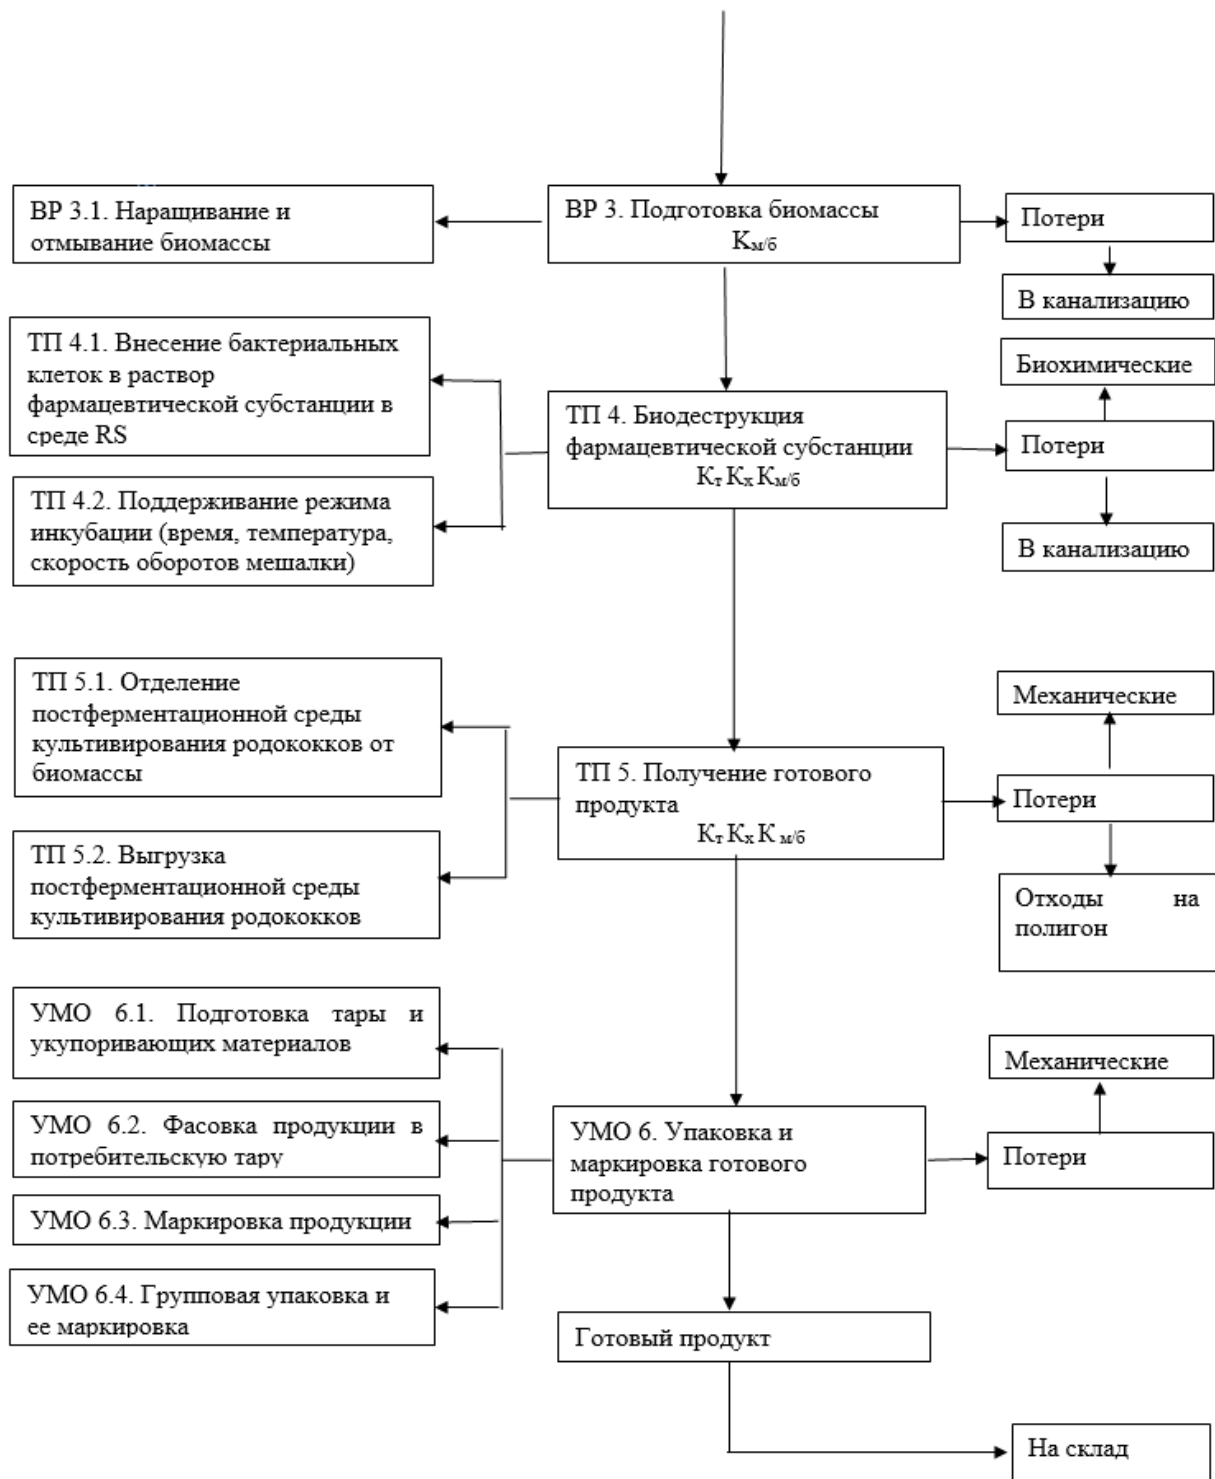 ВР 3.1. Наращивание и
отмывание биомассы
ВР 3. Подготовка биомассы
Км/б
Потери
В канализацию
ТП 4.1. Внесение бактериальных
клеток в раствор
фармацевтической субстанции в
среде RS
Биохимические
ТП 4. Биодеструкция
фармацевтической субстанции
Кт Кх Км/б
Потери
ТП 4.2. Поддерживание режима
инкубации (время, температура,
скорость оборотов мешалки)
В канализацию
ТП 5.1. Отделение
постферментационной среды
культивирования родококков от
биомассы
Механические
ТП 5. Получение готового
продукта
Кт Кх К м/б
Потери
ТП 5.2. Выгрузка
постферментационной среды
культивирования родококков
Отходы на
полигон
УМО 6.1. Подготовка тары и
укупоривающих материалов
Механические
УМО 6.2. Фасовка продукции в
потребительскую тару
УМО 6. Упаковка и
маркировка готового
продукта
Потери
УМО 6.3. Маркировка продукции
УМО 6.4. Групповая упаковка и
ее маркировка
Готовый продукт
На склад